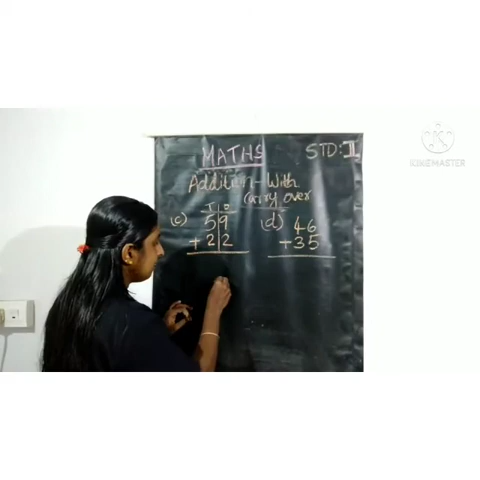 KINEMASTER
MATHS STD: I
Addition - With
Carry over
T O
(c) 59 (d) 46
+ 22 + 35